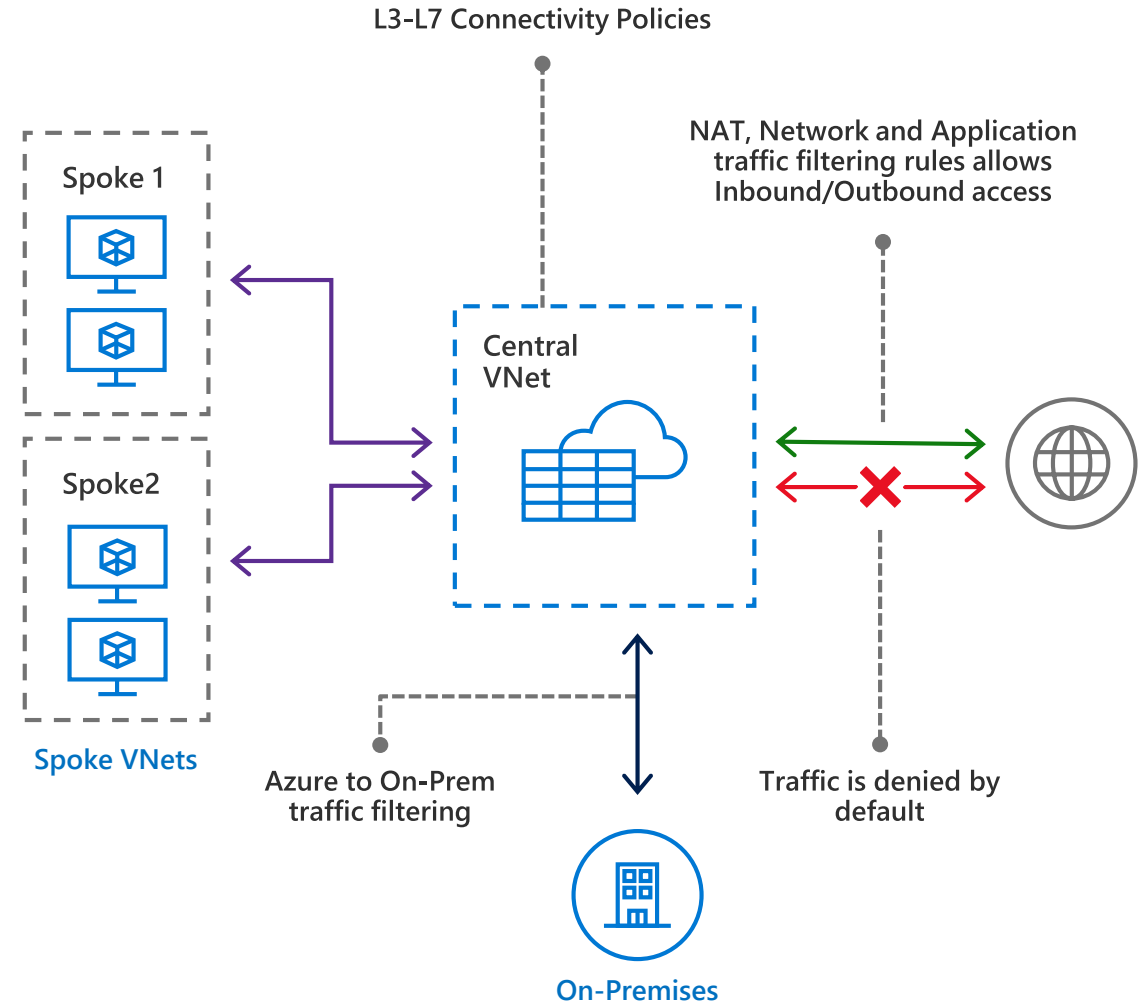 L3-L7 Connectivity Policies
NAT, Network and Application
traffic filtering rules allows
Inbound/Outbound access
Spoke 1
Central
VNet
Spoke2
Spoke VNets
Azure to On-Prem
traffic filtering
Traffic is denied by
default
On-Premises